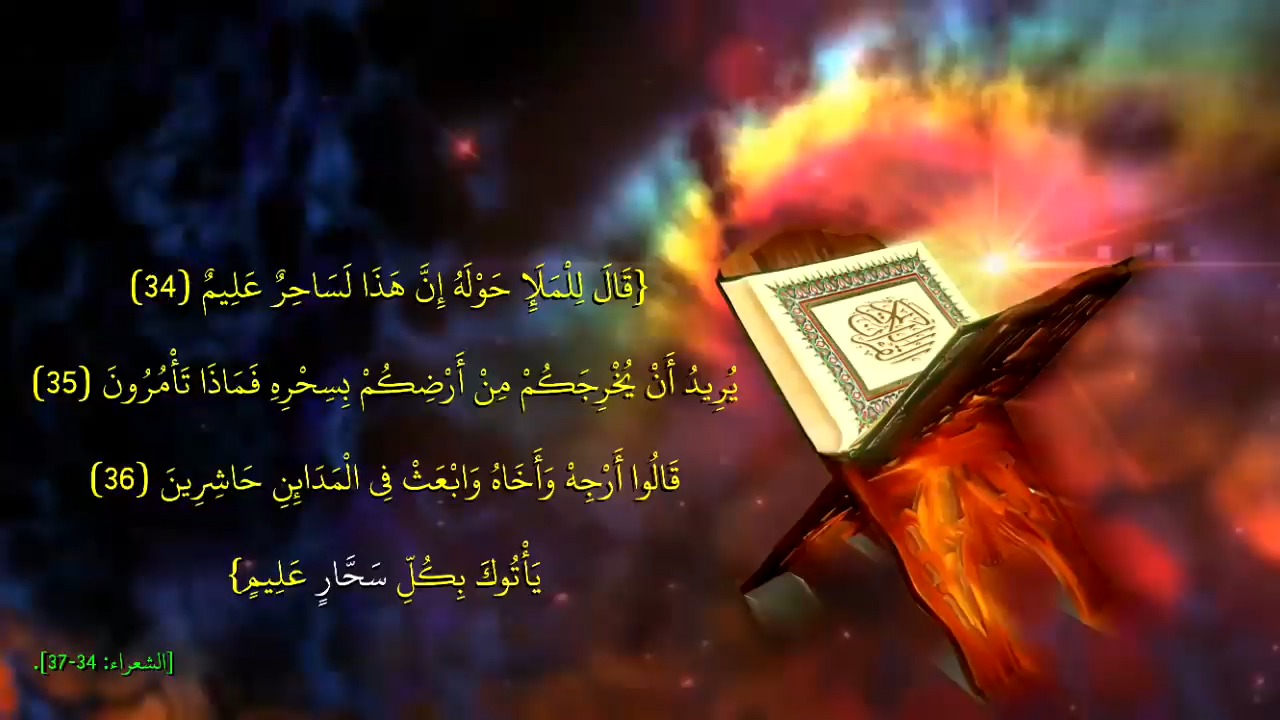 {قَالَ لِلْمَلَإِ حَوْلَهُ إِنَّ هَذَا لَسَاحِرٌ عَلِيمٌ (34)
يُرِيدُ أَنْ يُخْرِجَكُمْ مِنْ أَرْضِكُمْ بِسِحْرِهِ فَمَاذَا تَأْمُرُونَ (35)
قَالُوا أَرْجِهْ وَأَخَاهُ وَابْعَثْ فِى الْمَدَائِنِ حَاشِرِينَ (36)
يَأْتُوكَ بِكُلِّ سَحَّارٍ عَلِيمٍ}
[الشعراء: 34-37].